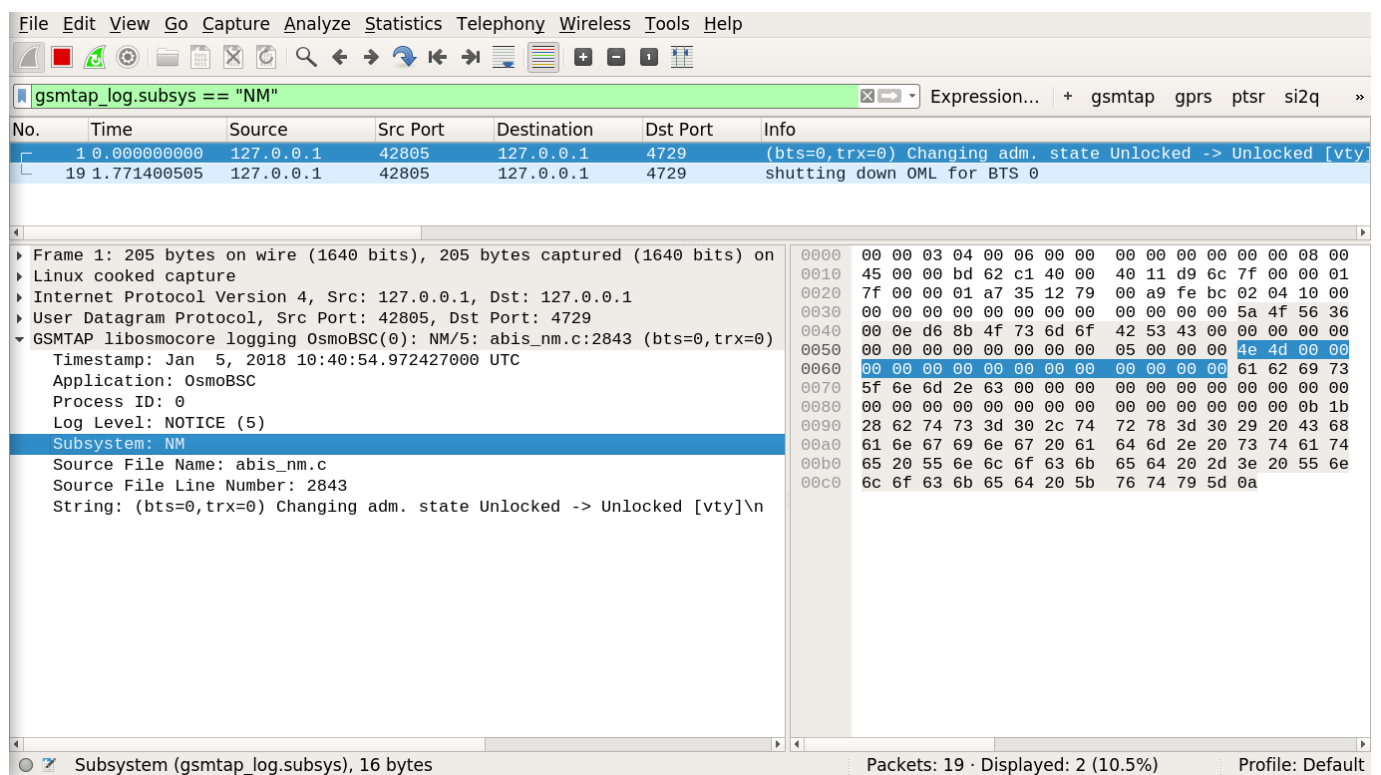 File Edit View Go Capture Analyze Statistics Telephony Wireless Tools Help
gsmtap_log.subsys == "NM" Expression… + gsmtap gprs ptsr si2q »
No. Time Source Src Port Destination Dst Port Info
1 0.000000000 127.0.0.1 42805 127.0.0.1 4729 (bts=0,trx=0) Changing adm. state Unlocked -> Unlocked [vty]
19 1.771400505 127.0.0.1 42805 127.0.0.1 4729 shutting down OML for BTS 0
Frame 1: 205 bytes on wire (1640 bits), 205 bytes captured (1640 bits) on
Linux cooked capture
Internet Protocol Version 4, Src: 127.0.0.1, Dst: 127.0.0.1
User Datagram Protocol, Src Port: 42805, Dst Port: 4729
GSMTAP libosmocore logging OsmoBSC(0): NM/5: abis_nm.c:2843 (bts=0,trx=0)
Timestamp: Jan  5, 2018 10:40:54.972427000 UTC
Application: OsmoBSC
Process ID: 0
Log Level: NOTICE (5)
Subsystem: NM
Source File Name: abis_nm.c
Source File Line Number: 2843
String: (bts=0,trx=0) Changing adm. state Unlocked -> Unlocked [vty]\n
0000 00 00 03 04 00 06 00 00 00 00 00 00 00 00 08 00
0010 45 00 00 bd 62 c1 40 00 40 11 d9 6c 7f 00 00 01
0020 7f 00 00 01 a7 35 12 79 00 a9 fe bc 02 04 10 00
0030 00 00 00 00 00 00 00 00 00 00 00 00 5a 4f 56 36
0040 00 0e d6 8b 4f 73 6d 6f 42 53 43 00 00 00 00 00
0050 00 00 00 00 00 00 00 00 05 00 00 00 4e 4d 00 00
0060 00 00 00 00 00 00 00 00 00 00 00 00 61 62 69 73
0070 5f 6e 6d 2e 63 00 00 00 00 00 00 00 00 00 00 00
0080 00 00 00 00 00 00 00 00 00 00 00 00 00 00 0b 1b
0090 28 62 74 73 3d 30 2c 74 72 78 3d 30 29 20 43 68
00a0 61 6e 67 69 6e 67 20 61 64 6d 2e 20 73 74 61 74
00b0 65 20 55 6e 6c 6f 63 6b 65 64 20 2d 3e 20 55 6e
00c0 6c 6f 63 6b 65 64 20 5b 76 74 79 5d 0a
Subsystem (gsmtap_log.subsys), 16 bytes Packets: 19 · Displayed: 2 (10.5%) Profile: Default